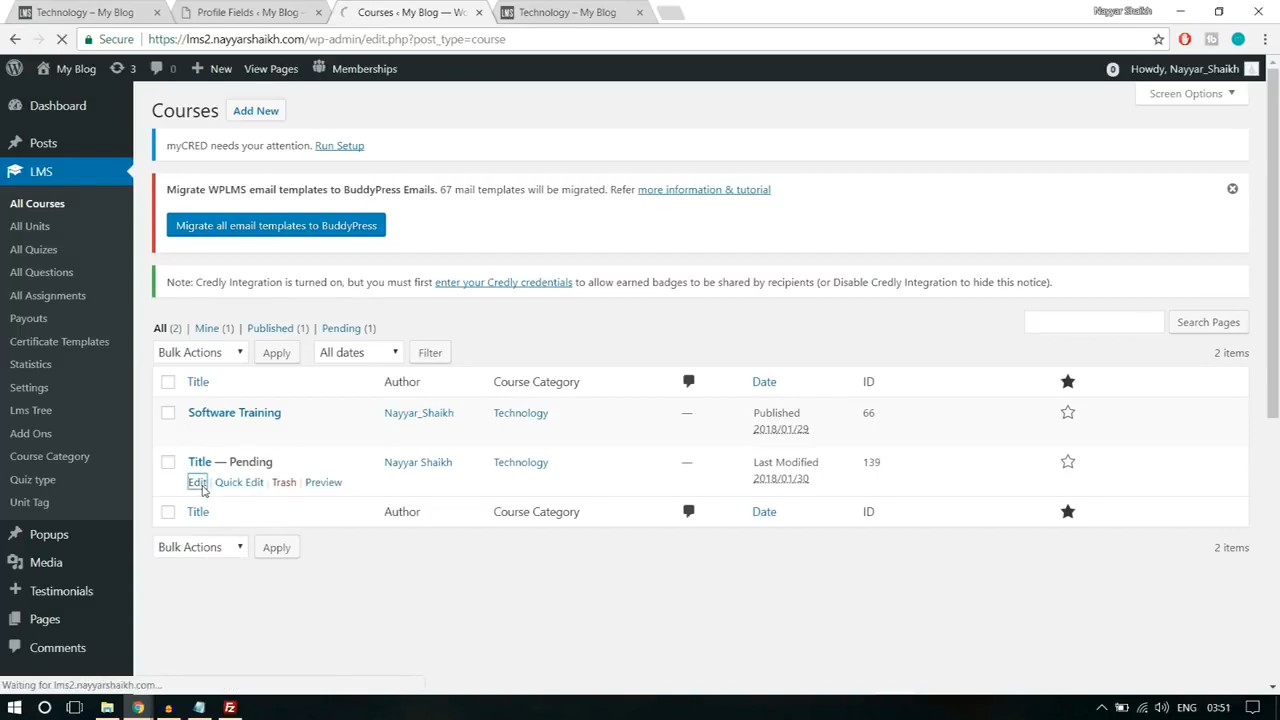 Technology – My Blog
Profile Fields ‹ My Blog
Courses ‹ My Blog — Wo
Technology – My Blog
Nayyar Shaikh
Secure
https://lms2.nayyarshaikh.com/wp-admin/edit.php?post_type=course
My Blog
3
0
New
View Pages
Memberships
0
Howdy, Nayyar_Shaikh
Dashboard
Posts
LMS
All Courses
All Units
All Quizes
All Questions
All Assignments
Payouts
Certificate Templates
Statistics
Settings
Lms Tree
Add Ons
Course Category
Quiz type
Unit Tag
Popups
Media
Testimonials
Pages
Comments
Screen Options
Courses Add New
myCRED needs your attention. Run Setup
Migrate WPLMS email templates to BuddyPress Emails. 67 mail templates will be migrated. Refer more information & tutorial
Migrate all email templates to BuddyPress
Note: Credly Integration is turned on, but you must first enter your Credly credentials to allow earned badges to be shared by recipients (or Disable Credly Integration to hide this notice).
All (2) | Mine (1) | Published (1) | Pending (1)
Search Pages
Bulk Actions Apply All dates Filter 2 items
Title Author Course Category Date ID
Software Training Nayyar_Shaikh Technology — Published 66
2018/01/29
Title — Pending Nayyar Shaikh Technology — Last Modified 139
2018/01/30
Edit | Quick Edit | Trash | Preview
Title Author Course Category Date ID
Bulk Actions Apply 2 items
Waiting for lms2.nayyarshaikh.com...
ENG 03:51